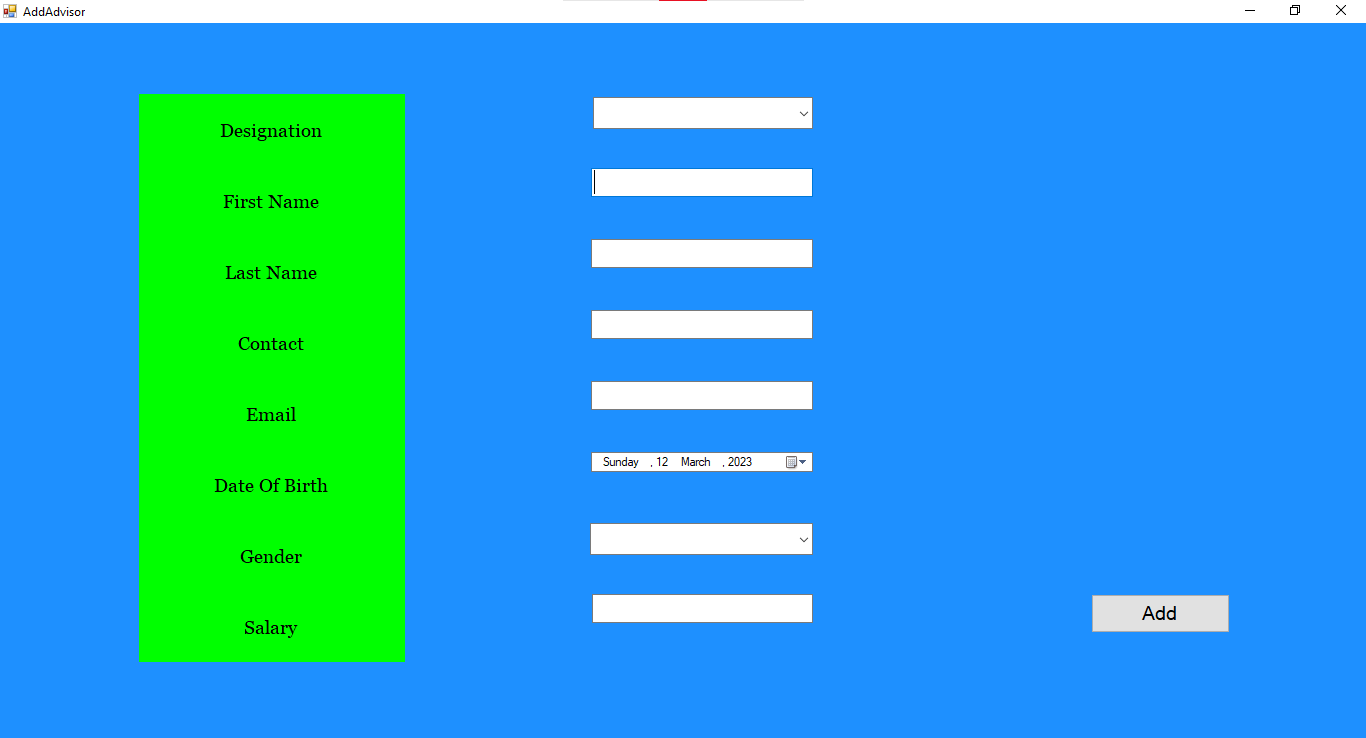 AddAdvisor
Designation
First Name
Last Name
Contact
Email
Date Of Birth
Sunday , 12 March , 2023
Gender
Salary
Add